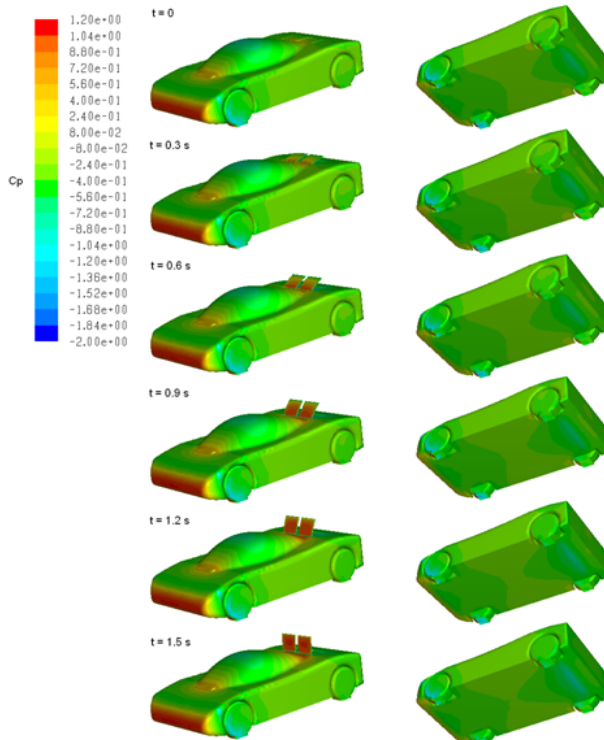 1.20e+00
1.04e+00
8.80e-01
7.20e-01
5.60e-01
4.00e-01
2.40e-01
8.00e-02
-8.00e-02
-2.40e-01
-4.00e-01
-5.60e-01
-7.20e-01
-8.80e-01
-1.04e+00
-1.20e+00
-1.36e+00
-1.52e+00
-1.68e+00
-1.84e+00
-2.00e+00
Cp
t = 0
t = 0.3 s
t = 0.6 s
t = 0.9 s
t = 1.2 s
t = 1.5 s